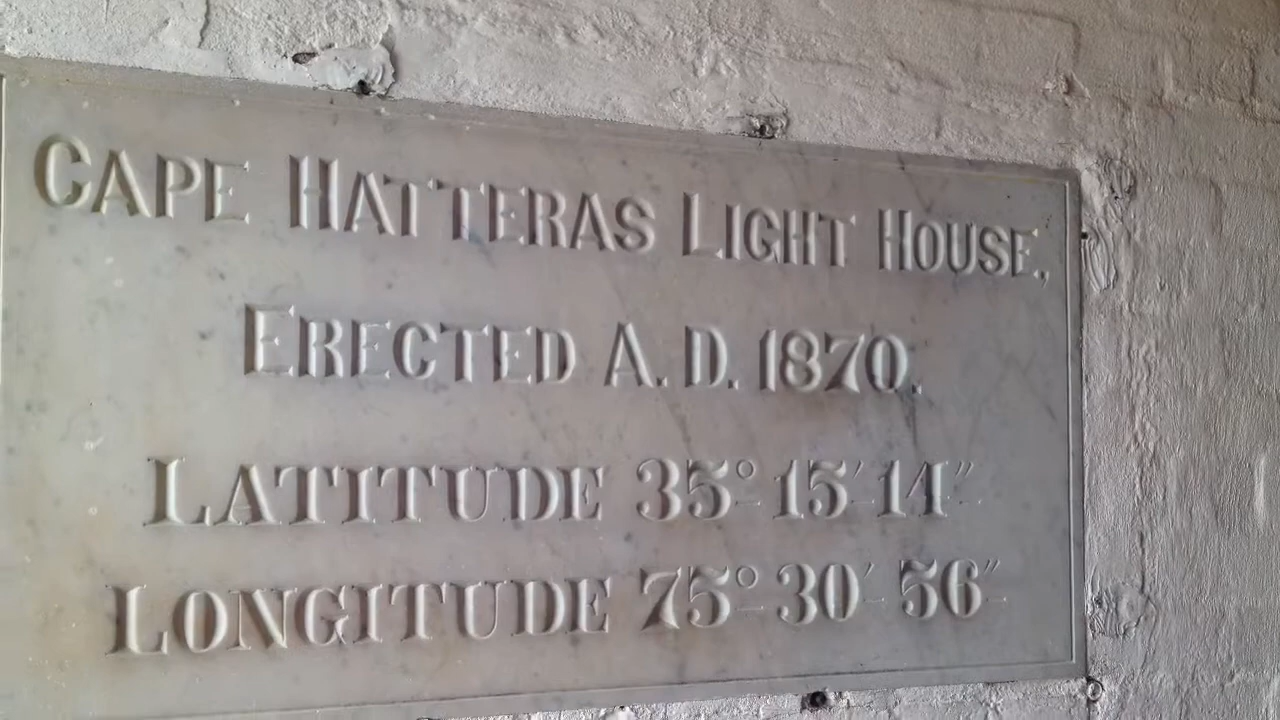 CAPE HATTERAS LIGHT HOUSE,
ERECTED A. D. 1870.
LATITUDE 35° 15′ 14″
LONGITUDE 75° 30′ 56″